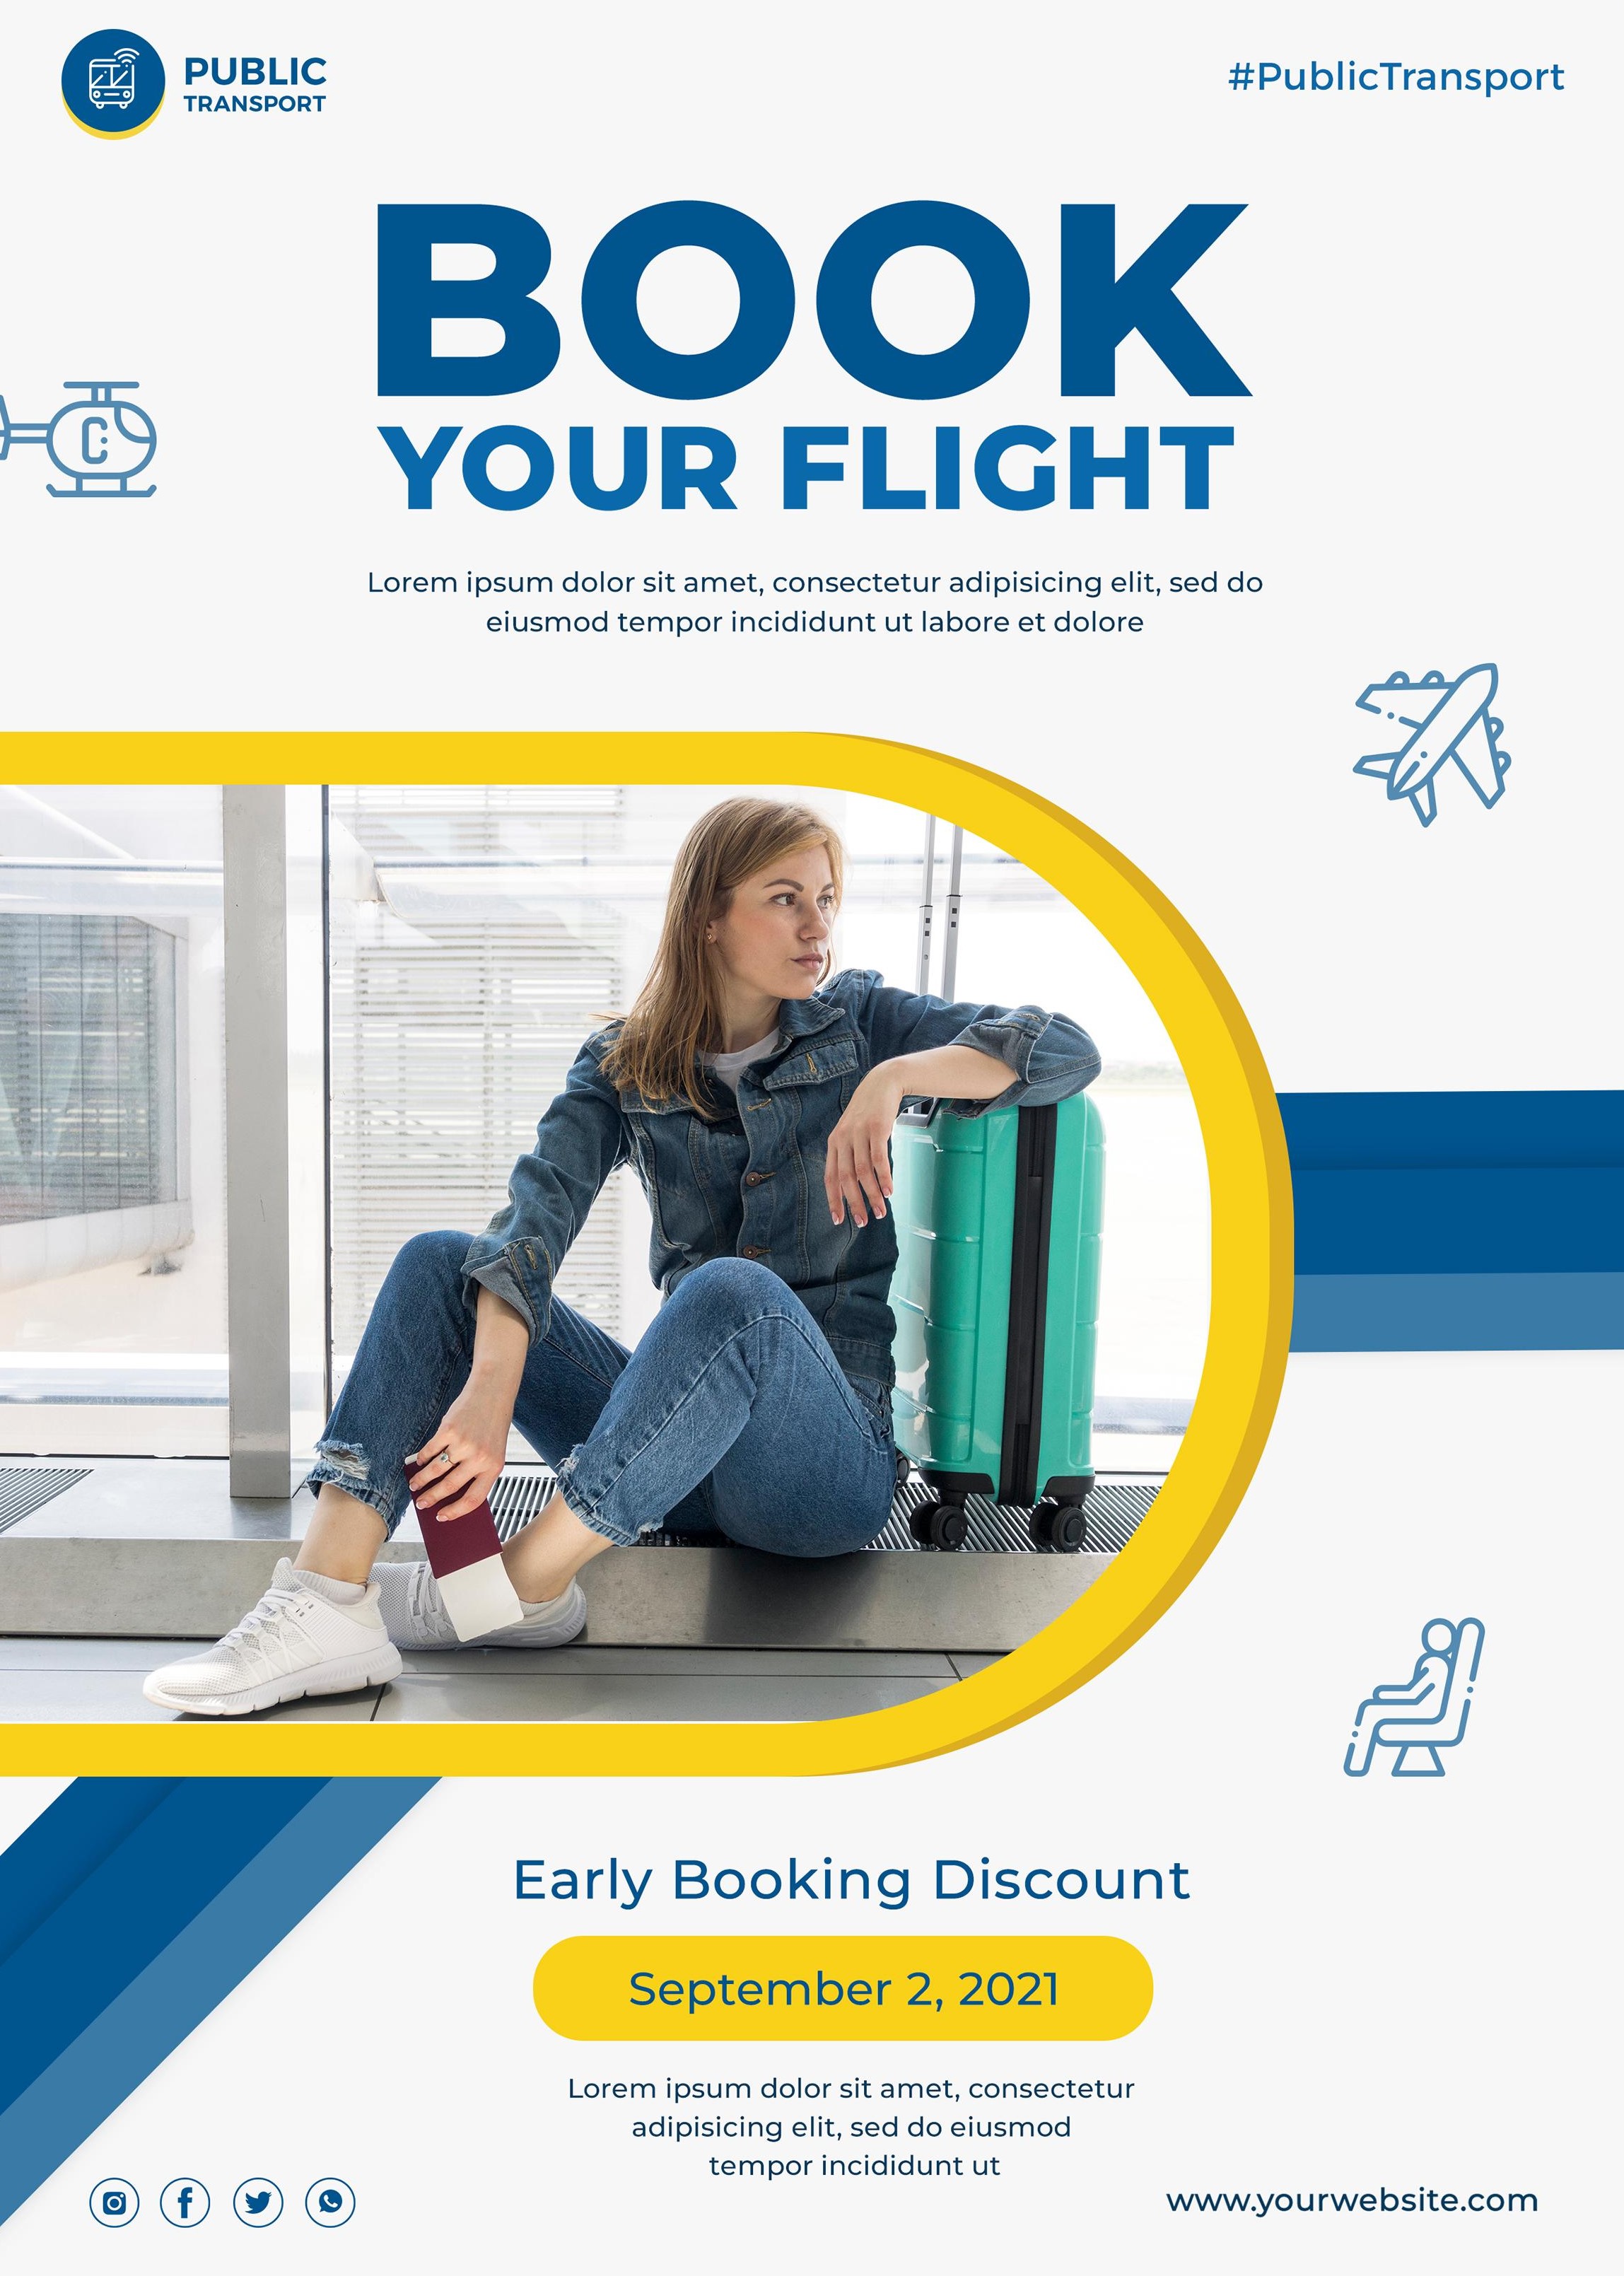 PUBLIC
TRANSPORT
#PublicTransport
BOOK
YOUR FLIGHT
C
Lorem ipsum dolor sit amet, consectetur adipisicing elit, sed do
eiusmod tempor incididunt ut labore et dolore
Early Booking Discount
September 2, 2021
Lorem ipsum dolor sit amet, consectetur
adipisicing elit, sed do eiusmod
tempor incididunt ut
www.yourwebsite.com